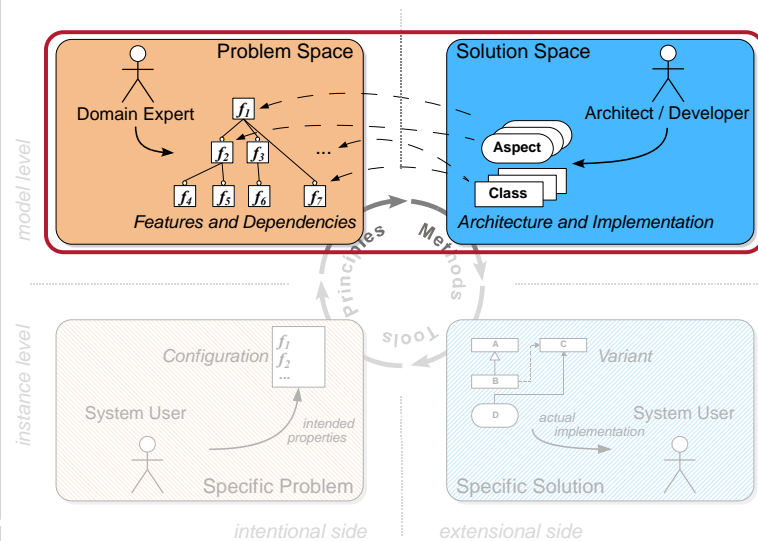 Problem Space
Solution Space
Domain Expert
Architect / Developer
f1
f2
f3
...
f4
f5
f6
f7
Aspect
Class
Features and Dependencies
Architecture and Implementation
model level
Principles
Methods
Tools
instance level
Configuration
f1
f2
...
A
C
B
D
Variant
System User
intended
properties
actual
implementation
System User
Specific Problem
Specific Solution
intentional side
extensional side